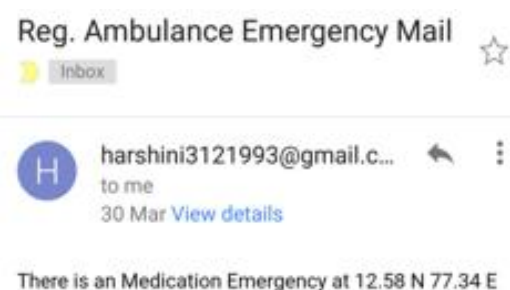 Reg. Ambulance Emergency Mail
Inbox
H
harshini3121993@gmail.c...
to me
30 Mar View details
There is an Medication Emergency at 12.58 N 77.34 E